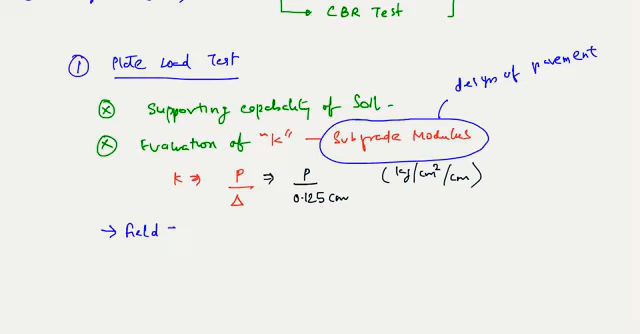 → CBR Test
① Plate Load Test
design of pavement
ⓧ Supporting capability of Soil -
ⓧ Evaluation of "K" - Subgrade Modulus
K ⇒ P/Δ ⇒ P/0.125 cm (kg/cm²/cm)
→ field -